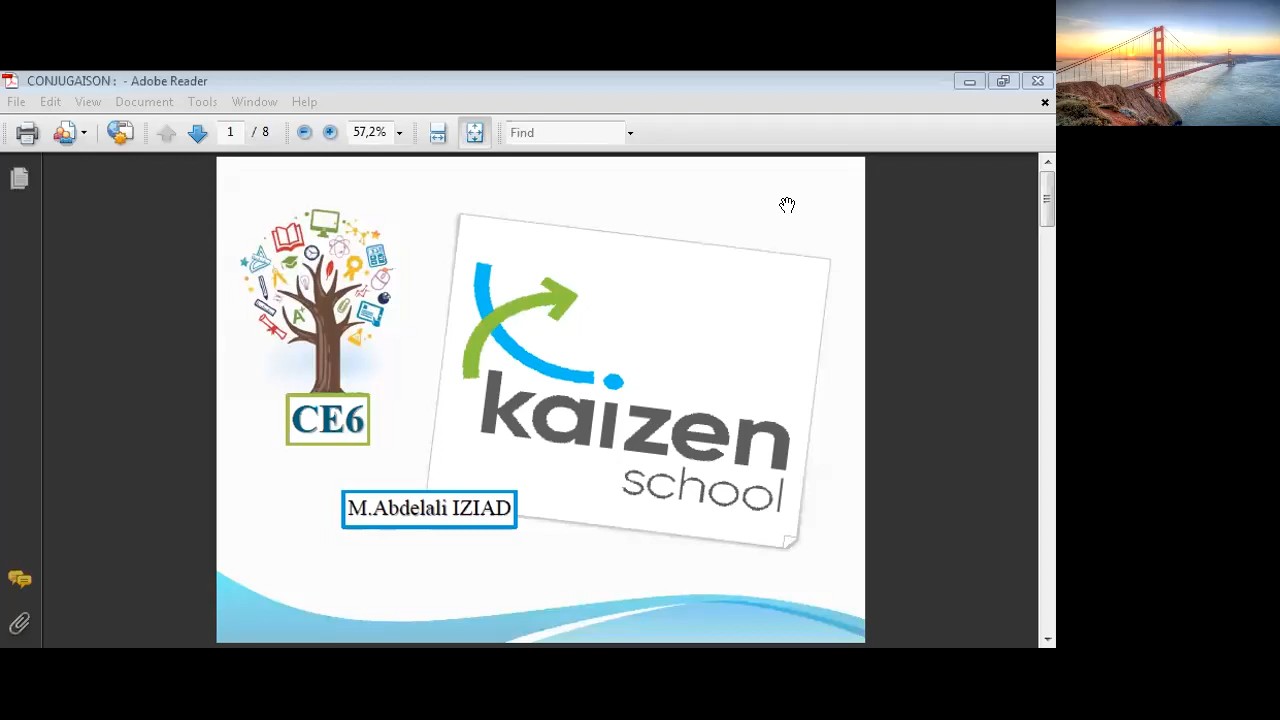 CONJUGAISON : - Adobe Reader
File Edit View Document Tools Window Help
1 / 8 57,2% Find
CE6
kaizen
school
M.Abdelali IZIAD